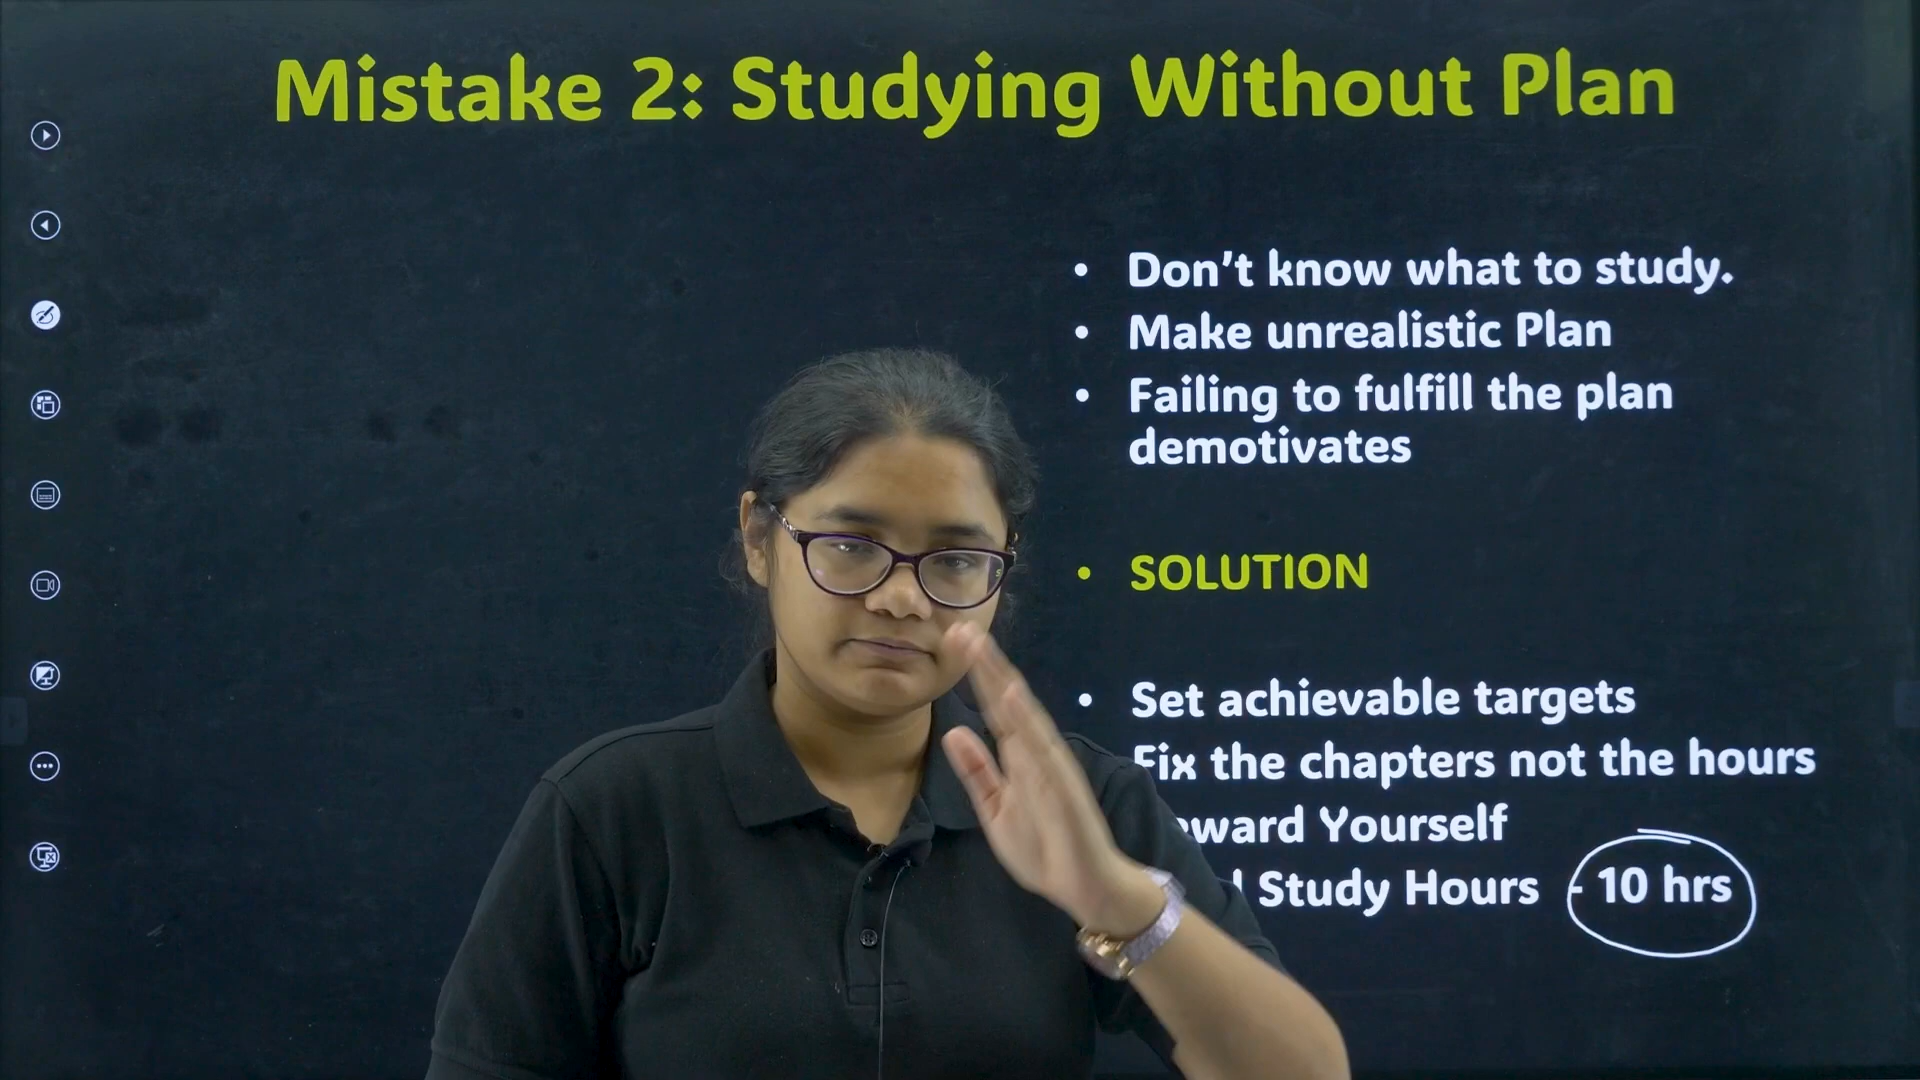 Mistake 2: Studying Without Plan
• Don't know what to study.
• Make unrealistic Plan
• Failing to fulfill the plan
demotivates
• SOLUTION
• Set achievable targets
Fix the chapters not the hours
Yourself
Study Hours - 10 hrs